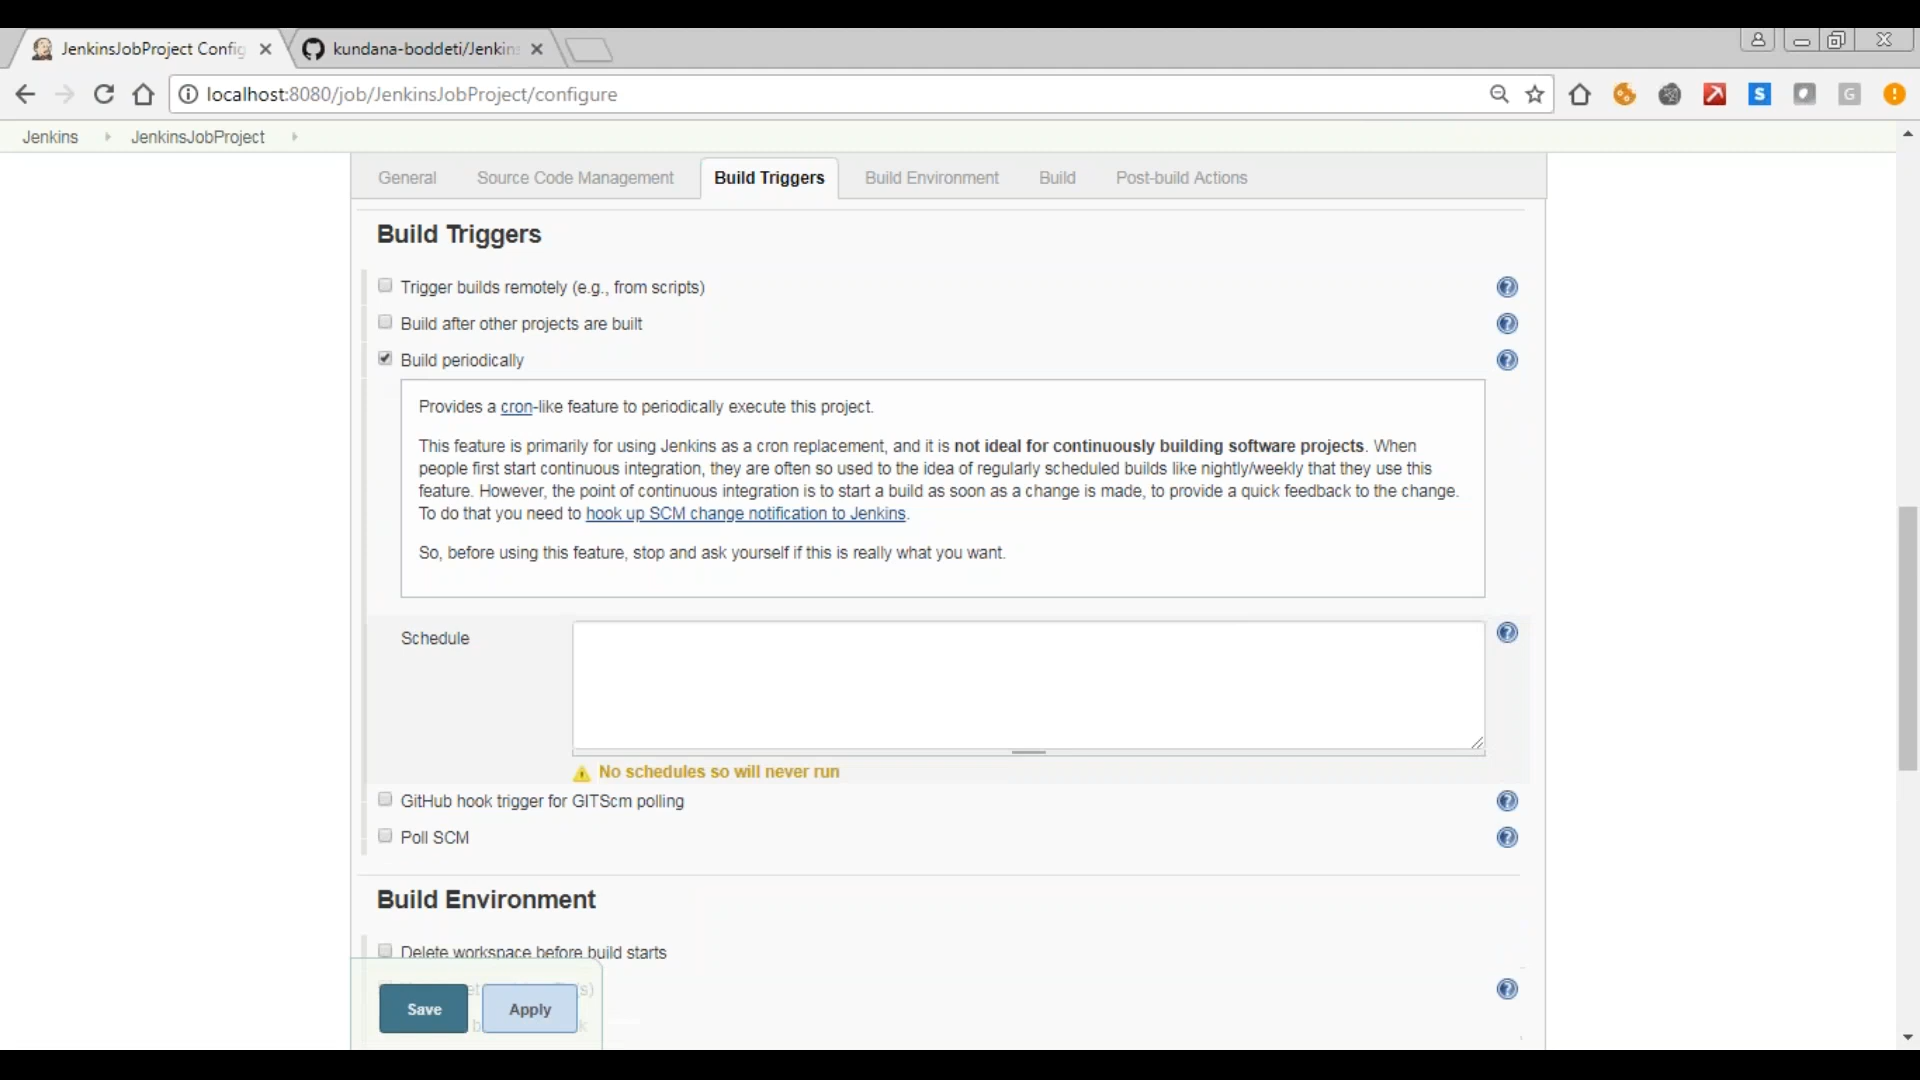 JenkinsJobProject Config
kundana-boddeti/Jenkins
localhost:8080/job/JenkinsJobProject/configure
Jenkins
JenkinsJobProject
General
Source Code Management
Build Triggers
Build Environment
Build
Post-build Actions
Build Triggers
Trigger builds remotely (e.g., from scripts)
Build after other projects are built
Build periodically
Provides a cron-like feature to periodically execute this project.
This feature is primarily for using Jenkins as a cron replacement, and it is not ideal for continuously building software projects. When
people first start continuous integration, they are often so used to the idea of regularly scheduled builds like nightly/weekly that they use this
feature. However, the point of continuous integration is to start a build as soon as a change is made, to provide a quick feedback to the change.
To do that you need to hook up SCM change notification to Jenkins.
So, before using this feature, stop and ask yourself if this is really what you want.
Schedule
No schedules so will never run
GitHub hook trigger for GITScm polling
Poll SCM
Build Environment
Delete workspace before build starts
Save
Apply